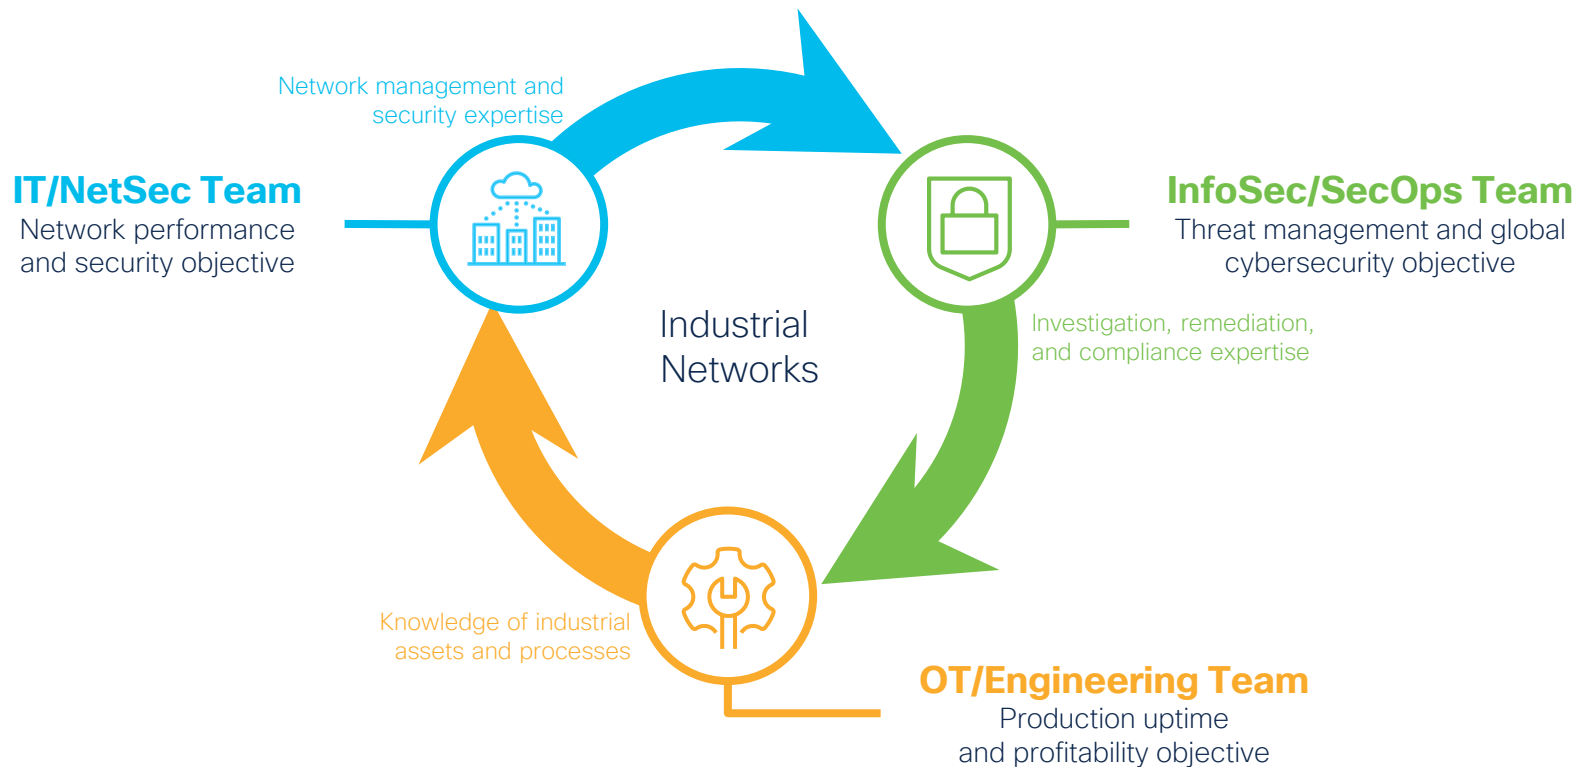 Network management and
security expertise
IT/NetSec Team
Network performance
and security objective
InfoSec/SecOps Team
Threat management and global
cybersecurity objective
Industrial
Networks
Investigation, remediation,
and compliance expertise
Knowledge of industrial
assets and processes
OT/Engineering Team
Production uptime
and profitability objective